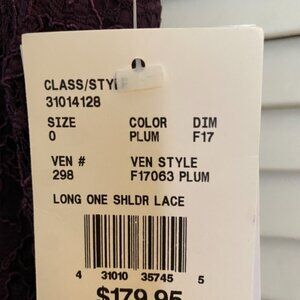 CLASS/STYLE
31014128
SIZE COLOR DIM
0 PLUM F17
VEN # VEN STYLE
298 F17063 PLUM
LONG ONE SHLDR LACE
4 31010 35745 5
$179.95